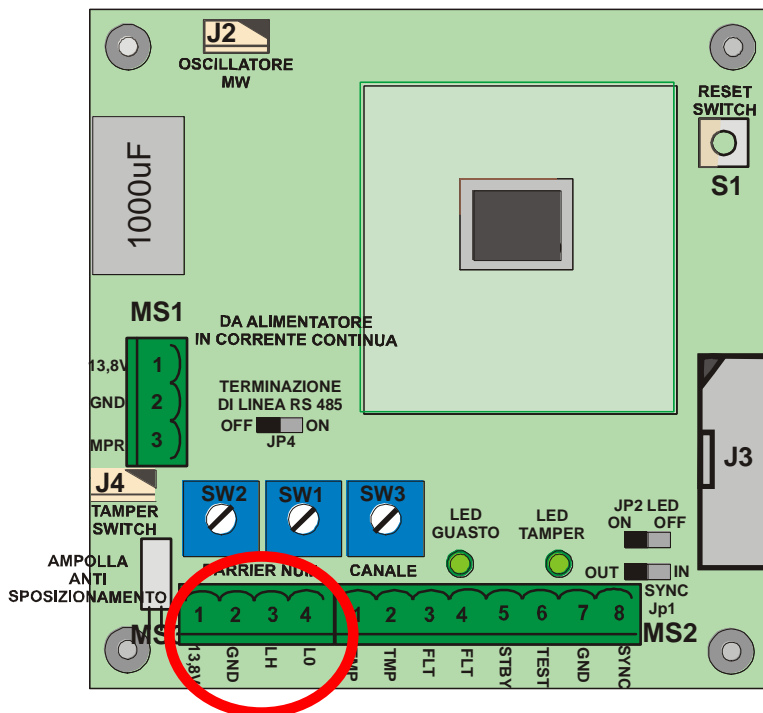 J2
OSCILLATORE
MW
RESET
SWITCH
S1
1000uF
MS1
DA ALIMENTATORE
IN CORRENTE CONTINUA
13,8V 1
GND 2
MPR 3
TERMINAZIONE
DI LINEA RS 485
OFF ON
JP4
J3
J4
TAMPER
SWITCH
SW2 SW1 SW3
LED
GUASTO
LED
TAMPER
JP2 LED
ON OFF
AMPOLLA
ANTI
SPOSIZIONAMENTO
BARRIER NUM CANALE
OUT IN
SYNC
Jp1
1 2 3 4 1 2 3 4 5 6 7 8
MS2
13,8V GND LH L0 TMP TMP FLT FLT STBY TEST GND SYNC